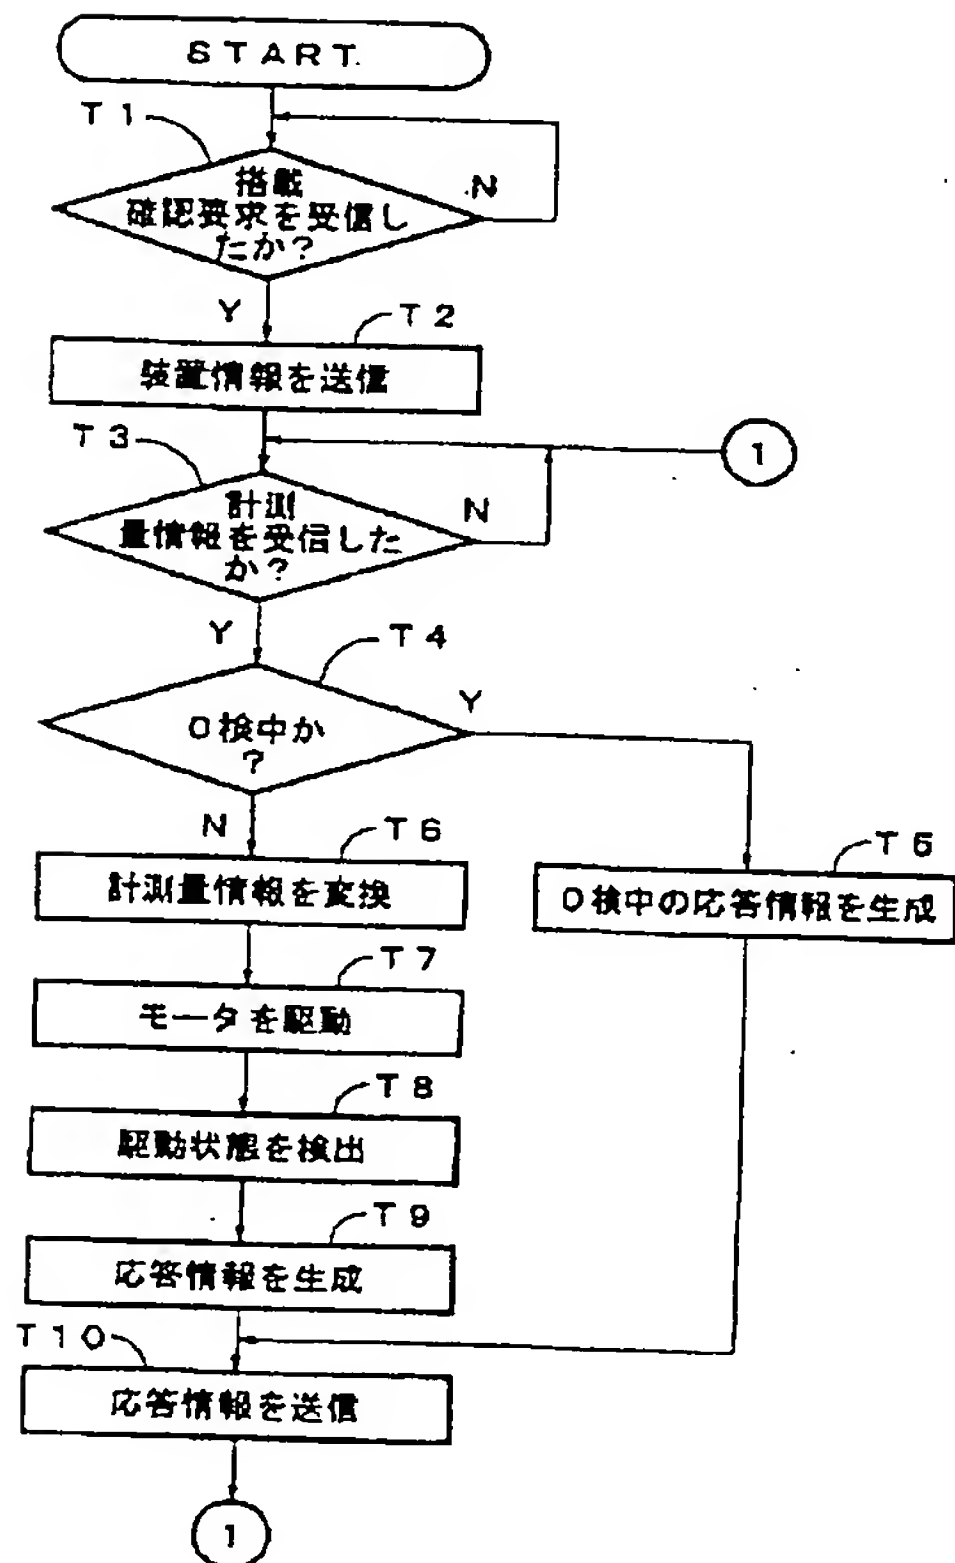 START
T1
搭載
確認要求を受信し
たか?
N
Y
T2
装置情報を送信
T3
1
計測
量情報を受信した
か?
N
Y
T4
0検中か
?
Y
N
T6
計測量情報を変換
T5
0検中の応答情報を生成
T7
モータを駆動
T8
駆動状態を検出
T9
応答情報を生成
T10
応答情報を送信
1